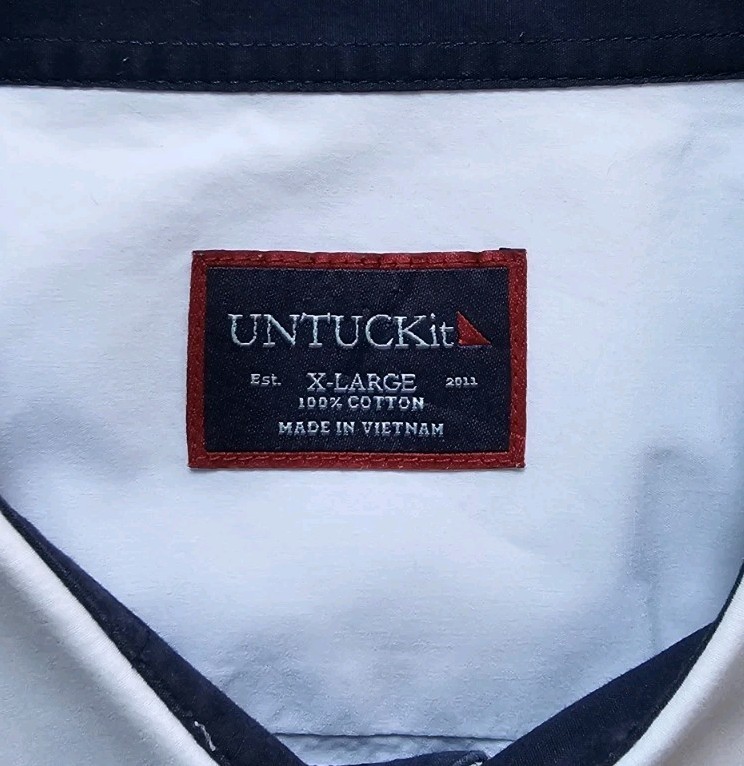 UNTUCKit
Est. X-LARGE 2011
100% COTTON
MADE IN VIETNAM